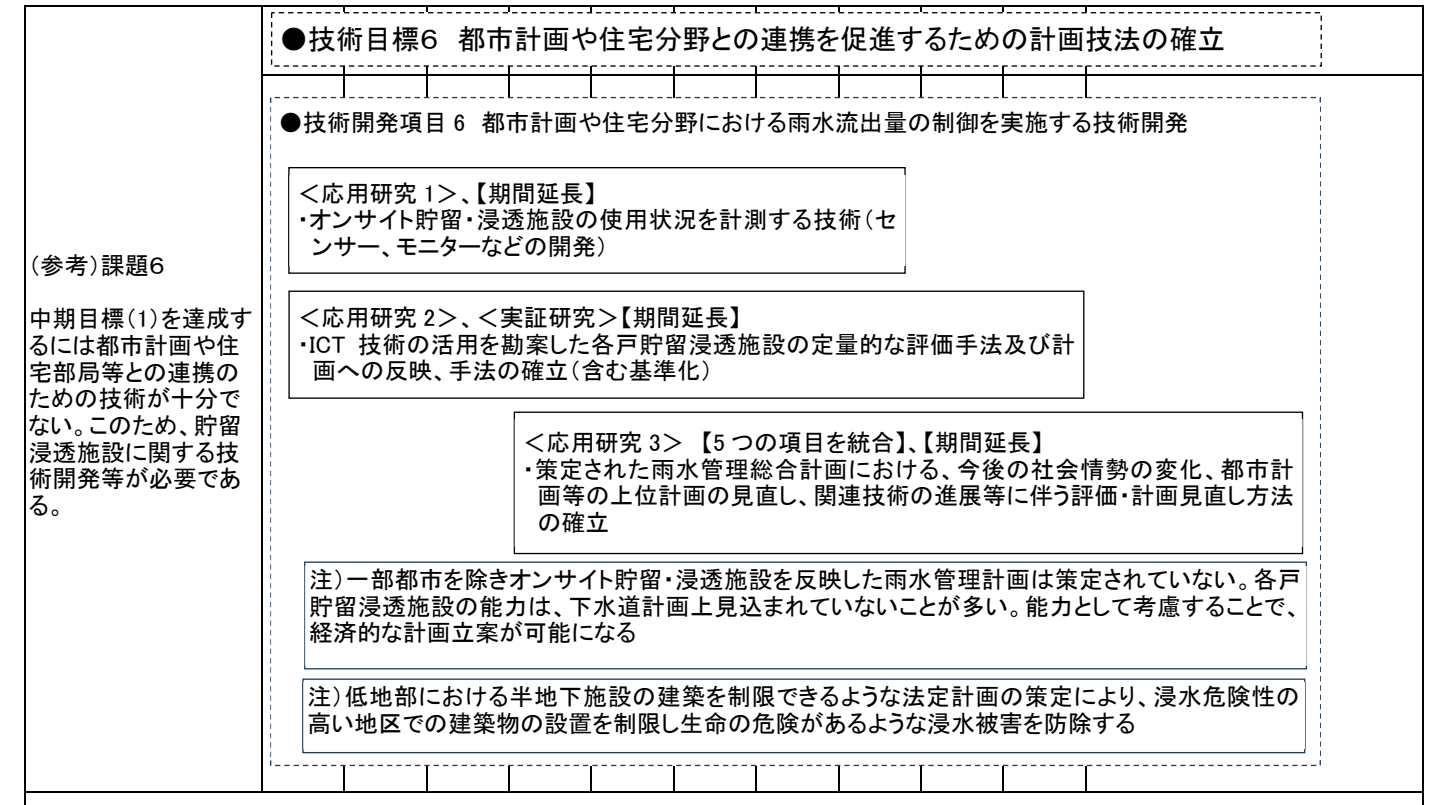 ●技術目標6 都市計画や住宅分野との連携を促進するための計画技法の確立
(参考)課題6
中期目標(1)を達成す
るには都市計画や住
宅部局等との連携の
ための技術が十分で
ない。このため、貯留
浸透施設に関する技
術開発等が必要であ
る。
●技術開発項目 6 都市計画や住宅分野における雨水流出量の制御を実施する技術開発
＜応用研究 1＞、【期間延長】
・オンサイト貯留・浸透施設の使用状況を計測する技術(セ
ンサー、モニターなどの開発)
＜応用研究 2＞、＜実証研究＞【期間延長】
・ICT 技術の活用を勘案した各戸貯留浸透施設の定量的な評価手法及び計
画への反映、手法の確立(含む基準化)
＜応用研究 3＞ 【5 つの項目を統合】、【期間延長】
・策定された雨水管理総合計画における、今後の社会情勢の変化、都市計
画等の上位計画の見直し、関連技術の進展等に伴う評価・計画見直し方法
の確立
注)一部都市を除きオンサイト貯留・浸透施設を反映した雨水管理計画は策定されていない。各戸
貯留浸透施設の能力は、下水道計画上見込まれていないことが多い。能力として考慮することで、
経済的な計画立案が可能になる
注)低地部における半地下施設の建築を制限できるような法定計画の策定により、浸水危険性の
高い地区での建築物の設置を制限し生命の危険があるような浸水被害を防除する